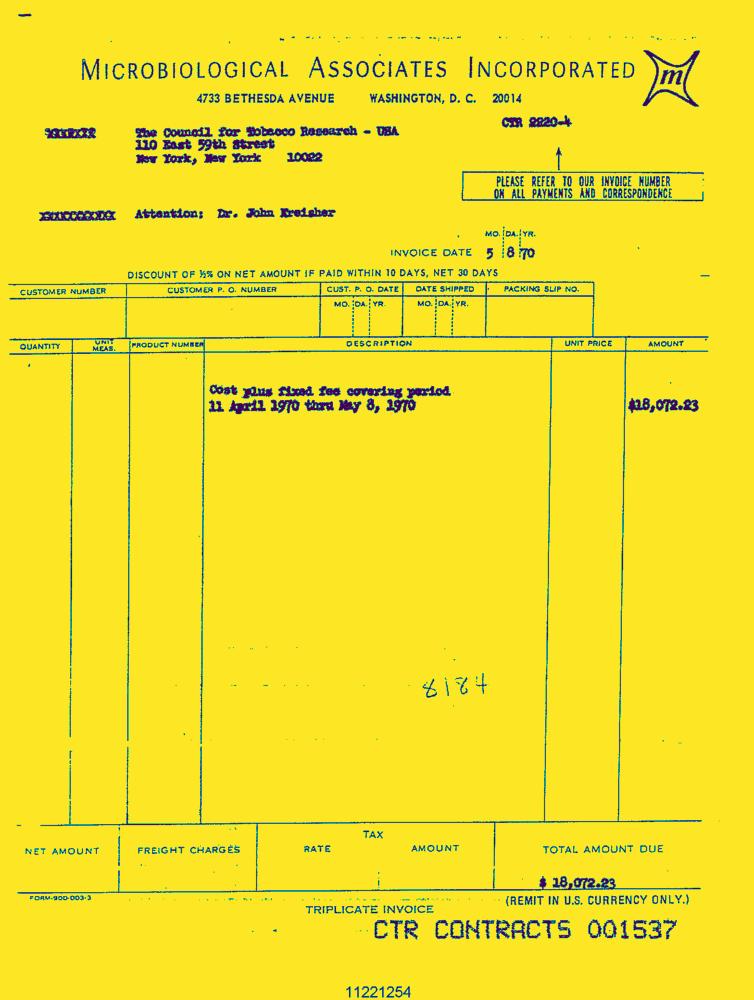 MICROBIOLOGICAL ASSOCIATES INCORPORATED m
4733 BETHESDA AVENUE WASHINGTON, D. C. 20014
CTR 2220-4
The Council for Tobacco Research - USA
110 East 59th Street
New York, New York 10022
PLEASE REFER TO OUR INVOICE NUMBER
ON ALL PAYMENTS AND CORRESPONDENCE
Attention: Dr. John Kreisher
MO. DA. YR.
INVOICE DATE 5 8 70
DISCOUNT OF ½% ON NET AMOUNT IF PAID WITHIN 10 DAYS, NET 30 DAYS
CUSTOMER NUMBER CUSTOMER P. O. NUMBER CUST. P. O. DATE DATE SHIPPED PACKING SLIP NO.
MO. DA. YR. MO. DA. YR.
QUANTITY UNIT MEAS. PRODUCT NUMBER DESCRIPTION UNIT PRICE AMOUNT
Cost plus fixed fee covering period
11 April 1970 thru May 8, 1970 $18,072.23
8184
TAX
NET AMOUNT FREIGHT CHARGES RATE AMOUNT TOTAL AMOUNT DUE
$ 18,072.23
FORM-900-003-3
(REMIT IN U.S. CURRENCY ONLY.)
TRIPLICATE INVOICE
CTR CONTRACTS 001537
11221254